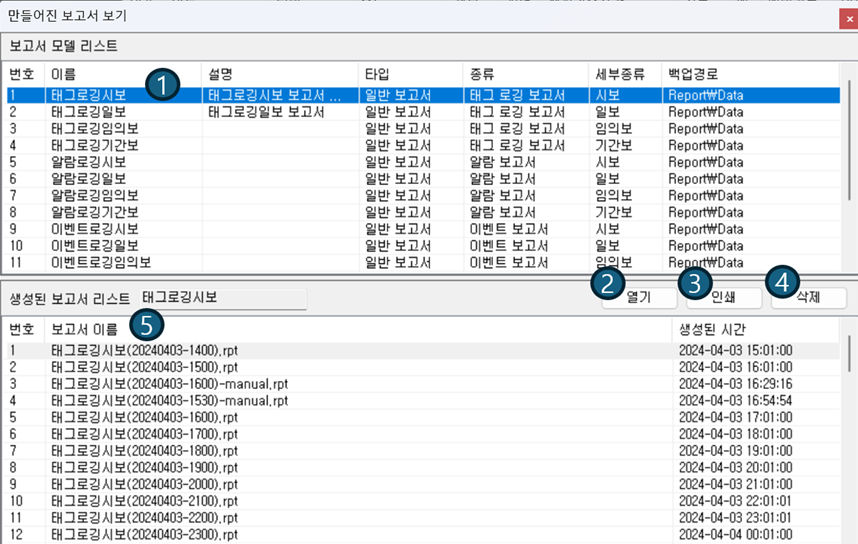 만들어진 보고서 보기
보고서 모델 리스트
번호 이름 설명 타입 종류 세부종류 백업경로
1 태그로깅시보 태그로깅시보 보고서 ... 일반 보고서 태그 로깅 보고서 시보 Report₩Data
2 태그로깅일보 태그로깅일보 보고서 일반 보고서 태그 로깅 보고서 일보 Report₩Data
3 태그로깅임의보 일반 보고서 태그 로깅 보고서 임의보 Report₩Data
4 태그로깅기간보 일반 보고서 태그 로깅 보고서 기간보 Report₩Data
5 알람로깅시보 일반 보고서 알람 보고서 시보 Report₩Data
6 알람로깅일보 일반 보고서 알람 보고서 일보 Report₩Data
7 알람로깅임의보 일반 보고서 알람 보고서 임의보 Report₩Data
8 알람로깅기간보 일반 보고서 알람 보고서 기간보 Report₩Data
9 이벤트로깅시보 일반 보고서 이벤트 보고서 시보 Report₩Data
10 이벤트로깅일보 일반 보고서 이벤트 보고서 일보 Report₩Data
11 이벤트로깅임의보 일반 보고서 이벤트 보고서 임의보 Report₩Data
1
2 3 4
생성된 보고서 리스트 태그로깅시보 열기 인쇄 삭제
5
번호 보고서 이름 생성된 시간
1 태그로깅시보(20240403-1400).rpt 2024-04-03 15:01:00
2 태그로깅시보(20240403-1500).rpt 2024-04-03 16:01:00
3 태그로깅시보(20240403-1600)-manual.rpt 2024-04-03 16:29:16
4 태그로깅시보(20240403-1530)-manual.rpt 2024-04-03 16:54:54
5 태그로깅시보(20240403-1600).rpt 2024-04-03 17:01:00
6 태그로깅시보(20240403-1700).rpt 2024-04-03 18:01:00
7 태그로깅시보(20240403-1800).rpt 2024-04-03 19:01:00
8 태그로깅시보(20240403-1900).rpt 2024-04-03 20:01:00
9 태그로깅시보(20240403-2000).rpt 2024-04-03 21:01:00
10 태그로깅시보(20240403-2100).rpt 2024-04-03 22:01:01
11 태그로깅시보(20240403-2200).rpt 2024-04-03 23:01:01
12 태그로깅시보(20240403-2300).rpt 2024-04-04 00:01:00